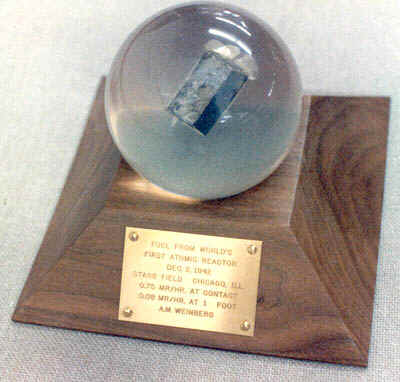 FUEL FROM WORLD'S
FIRST ATOMIC REACTOR
DEC. 2, 1942
STAGG FIELD CHICAGO, ILL.
0.75 MR/HR. AT CONTACT
0.09 MR/HR. AT 1 FOOT
A.M. WEINBERG